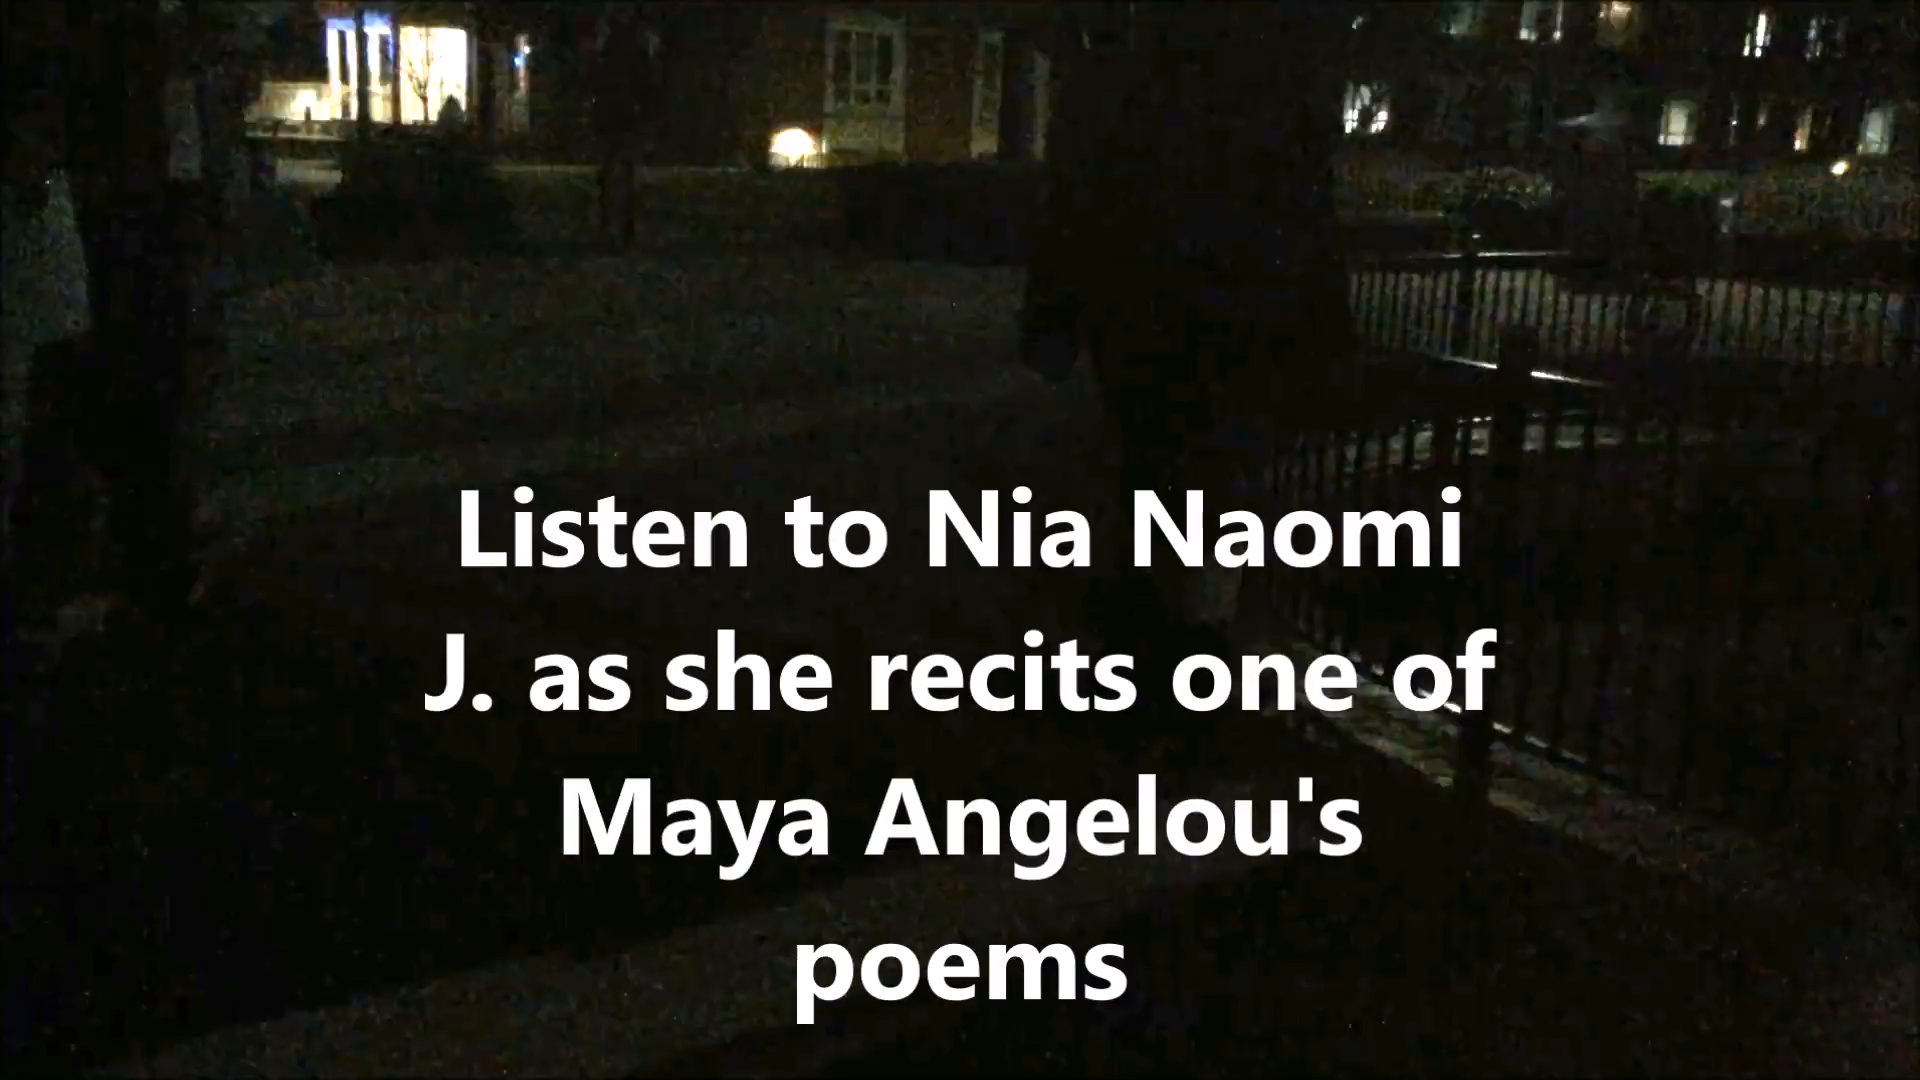 Listen to Nia Naomi
J. as she recits one of
Maya Angelou's
poems